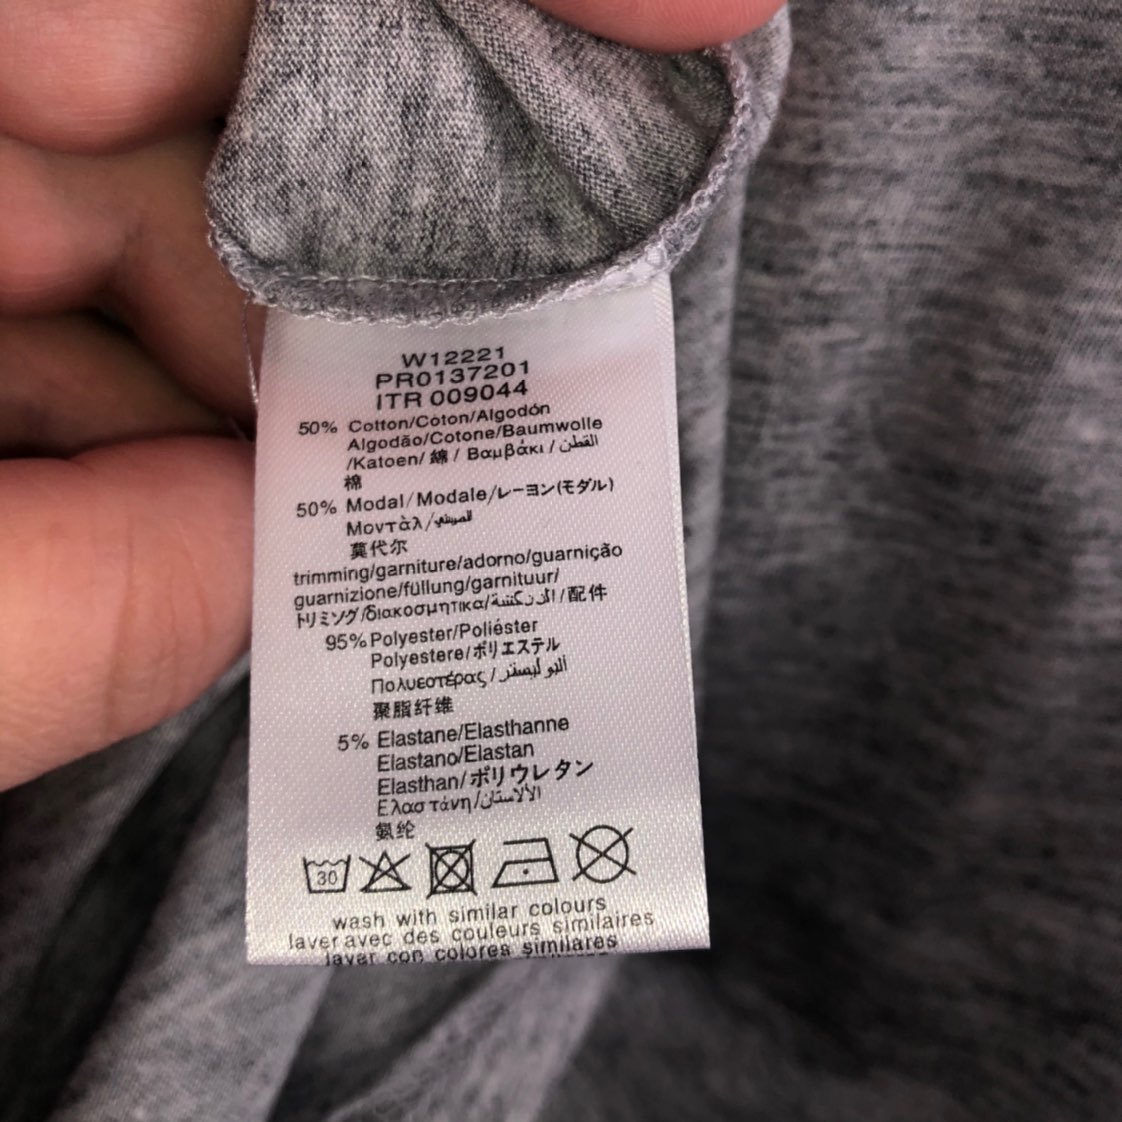 W12221
PR0137201
ITR 009044
50% Cotton/Coton/Algodón
Algodão/Cotone/Baumwolle
/Katoen/ 綿 / Βαμβάκι / القطن
棉
50% Modal/Modale/レーヨン(モダル)
Μοντὰλ/
莫代尔
trimming/garniture/adorno/guarnição
guarnizione/füllung/garnituur/
トリミング/διακοσμητικα/الزركشة/配件
95% Polyester/Poliéster
Polyestere/ポリエステル
Πολυεστέρας/البوليستر
聚脂纤维
5% Elastane/Elasthanne
Elastano/Elastan
Elasthan/ポリウレタン
Ελαστάνη/الالاستان
氨纶
30
wash with similar colours
laver avec des couleurs similaires
lavar con colores similares